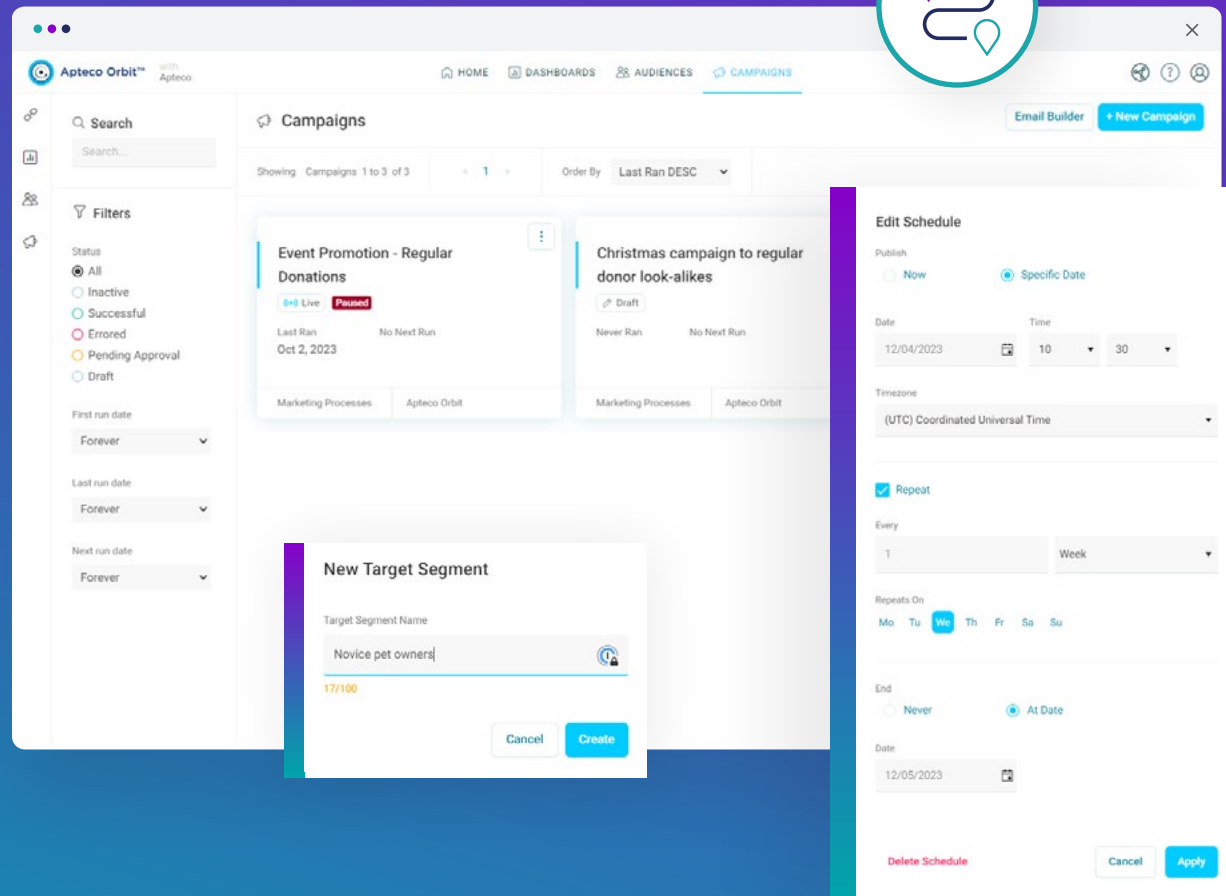 Apteco Orbit™
with
Apteco
HOME
DASHBOARDS
AUDIENCES
CAMPAIGNS
Search
Search...
Filters
Status
All
Inactive
Successful
Errored
Pending Approval
Draft
First run date
Forever
Last run date
Forever
Next run date
Forever
Campaigns
Email Builder
+ New Campaign
Showing Campaigns 1 to 3 of 3
1
Order By
Last Ran DESC
Event Promotion - Regular
Donations
Live
Paused
Last Ran
No Next Run
Oct 2, 2023
Marketing Processes
Apteco Orbit
Christmas campaign to regular
donor look-alikes
Draft
Never Ran
No Next Run
Marketing Processes
Apteco Orbit
New Target Segment
Target Segment Name
Novice pet owners
17/100
Cancel
Create
Edit Schedule
Publish
Now
Specific Date
Date
Time
12/04/2023
10
30
Timezone
(UTC) Coordinated Universal Time
Repeat
Every
1
Week
Repeats On
Mo Tu We Th Fr Sa Su
End
Never
At Date
Date
12/05/2023
Delete Schedule
Cancel
Apply